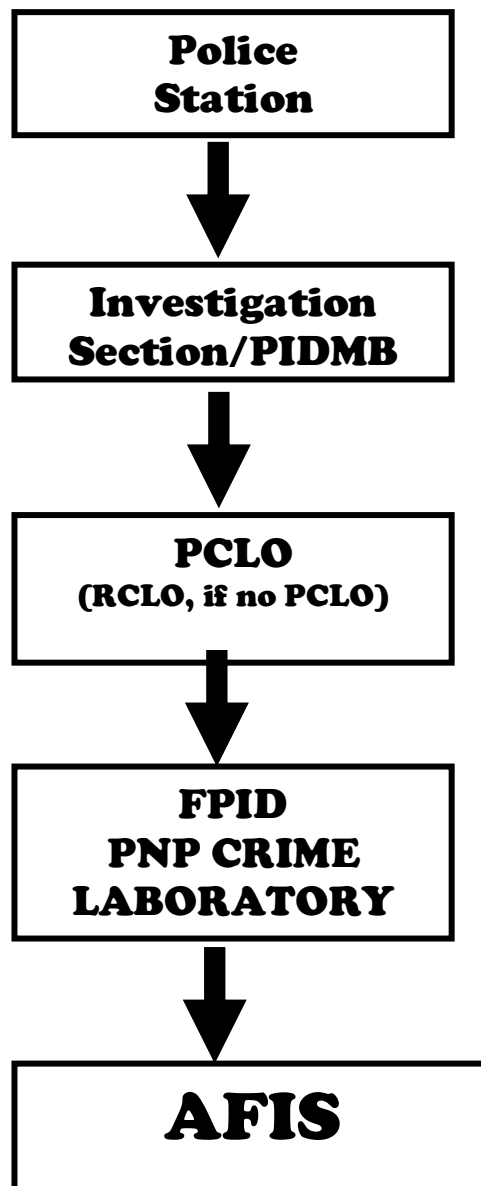 Police
Station
Investigation
Section/PIDMB
PCLO
(RCLO, if no PCLO)
FPID
PNP CRIME
LABORATORY
AFIS